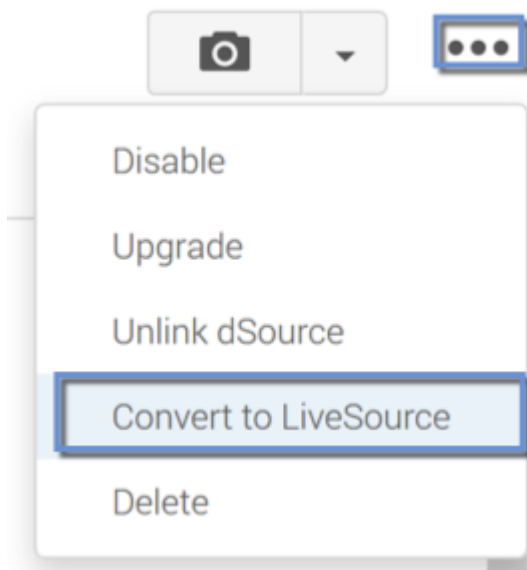 Disable
Upgrade
Unlink dSource
Convert to LiveSource
Delete